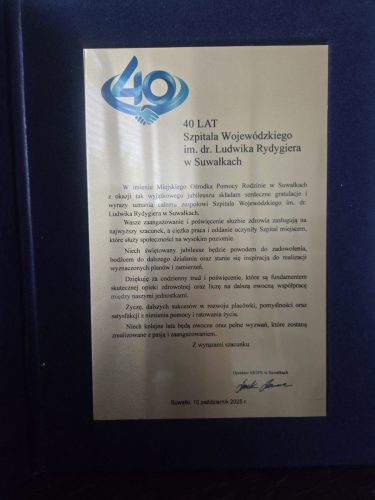 40
40 LAT
Szpitala Wojewódzkiego
im. dr. Ludwika Rydygiera
w Suwałkach
W imieniu Miejskiego Ośrodka Pomocy Rodzinie w Suwałkach
z okazji tak wyjątkowego jubileuszu składam serdeczne gratulacje i
wyrazy uznania całemu zespołowi Szpitala Wojewódzkiego im. dr.
Ludwika Rydygiera w Suwałkach.
Wasze zaangażowanie i poświęcenie służbie zdrowia zasługują na
najwyższy szacunek, a ciężka praca i oddanie uczyniły Szpital miejscem,
które służy społeczności na wysokim poziomie.
Niech świętowany jubileusz będzie powodem do zadowolenia,
bodźcem do dalszego działania oraz stanie się inspiracją do realizacji
wyznaczonych planów i zamierzeń.
Dziękuję za codzienny trud i poświęcenie, które są fundamentem
skutecznej opieki zdrowotnej oraz liczę na dalszą owocną współpracę
między naszymi jednostkami.
Życzę, dalszych sukcesów w rozwoju placówki, pomyślności oraz
satysfakcji z niesienia pomocy i ratowania życia.
Niech kolejne lata będą owocne oraz pełne wyzwań, które zostaną
zrealizowane z pasją i zaangażowaniem.
Z wyrazami szacunku
Dyrektor MOPR w Suwałkach
Suwałki, 10 październik 2025 r.